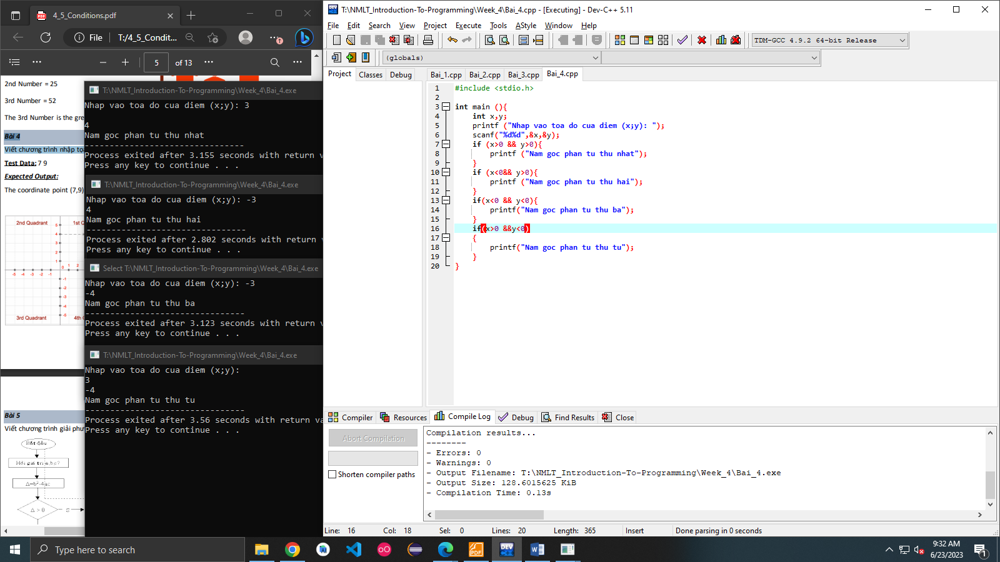 4_5_Conditions.pdf
File
T:/4_5_Condit...
5
of 13
2nd Number = 25
3rd Number = 52
The 3rd Number is the gre
Bài 4
Viết chương trình nhập tọ
Test Data: 7 9
Expected Output:
The coordinate point (7,9)
2nd Quadrant
1st
3rd Quadrant
4th
Bài 5
Viết chương trình giải phư
Bắt đầu
Δ=b²-4ac
Δ > 0
S
T:\NMLT_Introduction-To-Programming\Week_4\Bai_4.exe
Nhap vao toa do cua diem (x;y): 3
4
Nam goc phan tu thu nhat
--------------------------------
Process exited after 3.155 seconds with return v
Press any key to continue . . .
T:\NMLT_Introduction-To-Programming\Week_4\Bai_4.exe
Nhap vao toa do cua diem (x;y): -3
4
Nam goc phan tu thu hai
--------------------------------
Process exited after 2.802 seconds with return v
Press any key to continue . . .
Select T:\NMLT_Introduction-To-Programming\Week_4\Bai_4.exe
Nhap vao toa do cua diem (x;y): -3
-4
Nam goc phan tu thu ba
--------------------------------
Process exited after 3.123 seconds with return v
Press any key to continue . . .
T:\NMLT_Introduction-To-Programming\Week_4\Bai_4.exe
Nhap vao toa do cua diem (x;y):
3
-4
Nam goc phan tu thu tu
--------------------------------
Process exited after 3.56 seconds with return va
Press any key to continue . . .
T:\NMLT_Introduction-To-Programming\Week_4\Bai_4.cpp - [Executing] - Dev-C++ 5.11
File Edit Search View Project Execute Tools AStyle Window Help
TDM-GCC 4.9.2 64-bit Release
(globals)
Project Classes Debug
Bai_1.cpp Bai_2.cpp Bai_3.cpp Bai_4.cpp
1 #include <stdio.h>
2
3 int main (){
4 int x,y;
5 printf ("Nhap vao toa do cua diem (x;y): ");
6 scanf("%d%d",&x,&y);
7 if (x>0 && y>0){
8 printf ("Nam goc phan tu thu nhat");
9 }
10 if (x<0&& y>0){
11 printf ("Nam goc phan tu thu hai");
12 }
13 if(x<0 && y<0){
14 printf("Nam goc phan tu thu ba");
15 }
16 if(x>0 &&y<0)
17 {
18 printf("Nam goc phan tu thu tu");
19 }
20 }
Compiler Resources Compile Log Debug Find Results Close
Abort Compilation
Shorten compiler paths
Compilation results...
--------
- Errors: 0
- Warnings: 0
- Output Filename: T:\NMLT_Introduction-To-Programming\Week_4\Bai_4.exe
- Output Size: 128.6015625 KiB
- Compilation Time: 0.13s
Line: 16 Col: 18 Sel: 0 Lines: 20 Length: 365 Insert Done parsing in 0 seconds
Type here to search
9:32 AM
6/23/2023
1